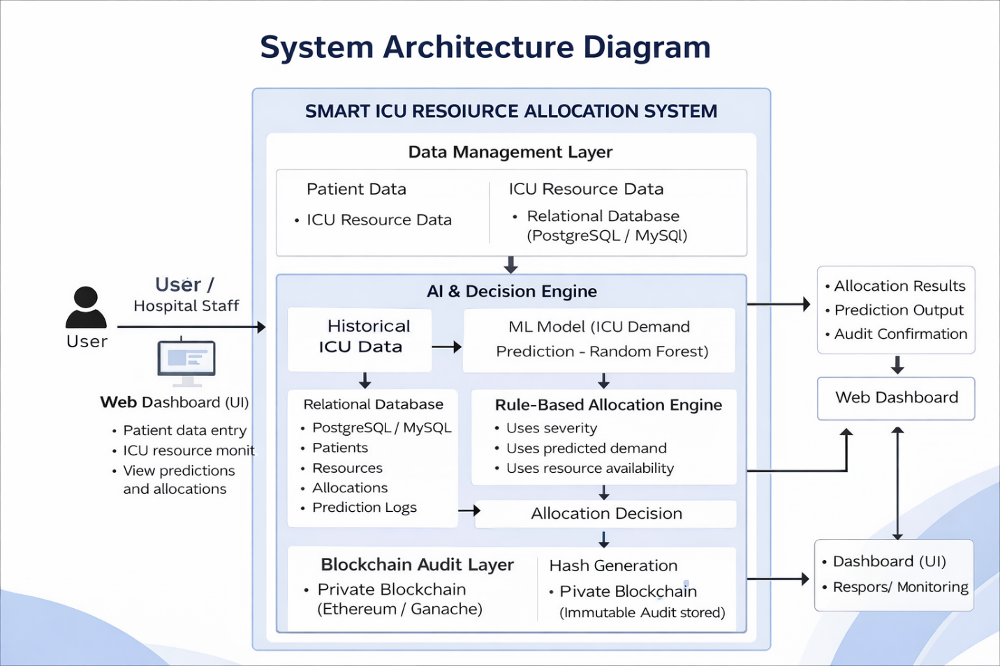 System Architecture Diagram
SMART ICU RESOIURCE ALLOCATION SYSTEM
Data Management Layer
Patient Data
• ICU Resource Data
ICU Resource Data
• Relational Database
(PostgreSQL / MySQl)
User /
Hospital Staff
User
Web Dashboard (UI)
• Patient data entry
• ICU resource monit
• View predictions
and allocations
AI & Decision Engine
Historical
ICU Data
ML Model (ICU Demand
Prediction - Random Forest)
Relational Database
• PostgreSQL / MySQL
• Patients
• Resources
• Allocations
• Prediction Logs
Rule-Based Allocation Engine
• Uses severity
• Uses predicted demand
• Uses resource availability
Allocation Decision
Blockchain Audit Layer
• Private Blockchain
(Ethereum / Ganache)
Hash Generation
• Pivate Blockchain
(Immutable Audit stored)
• Allocation Results
• Prediction Output
• Audit Confirmation
Web Dashboard
• Dashboard (UI)
• Respors/ Monitoring